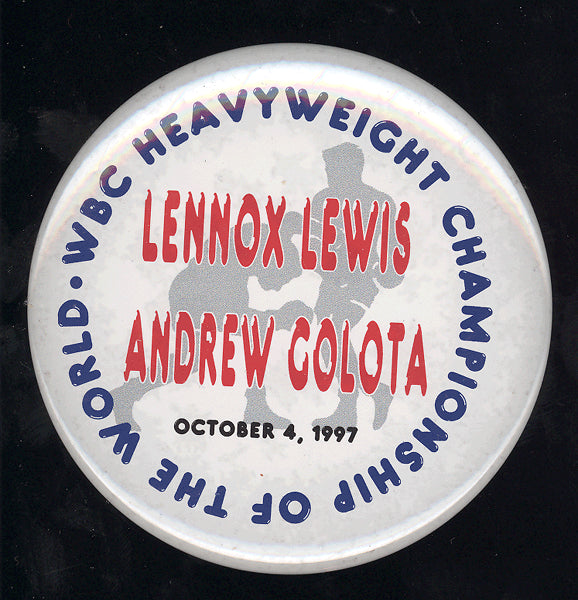 WBC HEAVYWEIGHT CHAMPIONSHIP OF THE WORLD •
LENNOX LEWIS
ANDREW GOLOTA
OCTOBER 4, 1997